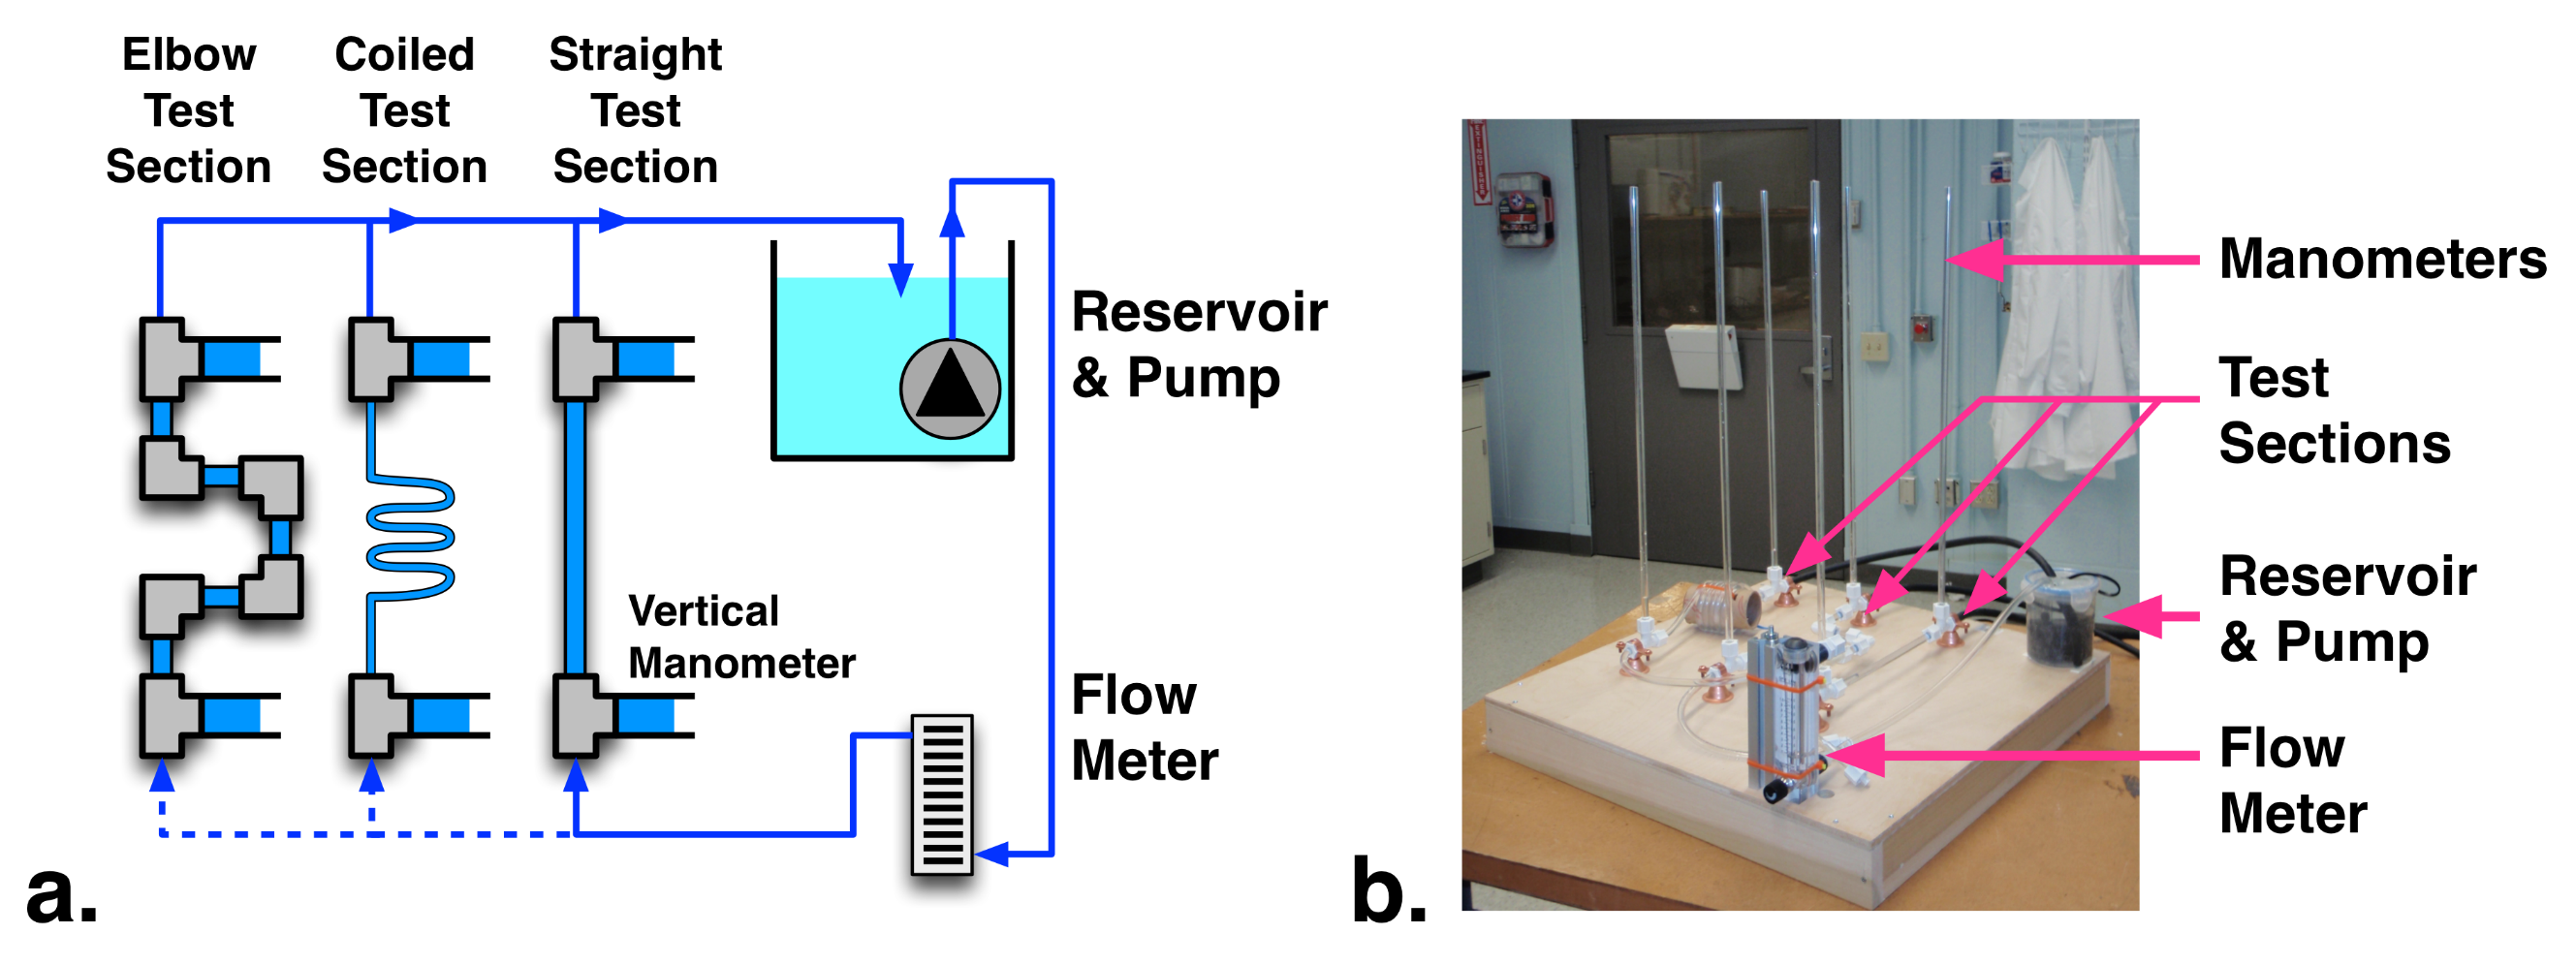 Elbow
Test
Section
Coiled
Test
Section
Straight
Test
Section
Reservoir
& Pump
Vertical
Manometer
Flow
Meter
a.
Manometers
Test
Sections
Reservoir
& Pump
Flow
Meter
b.